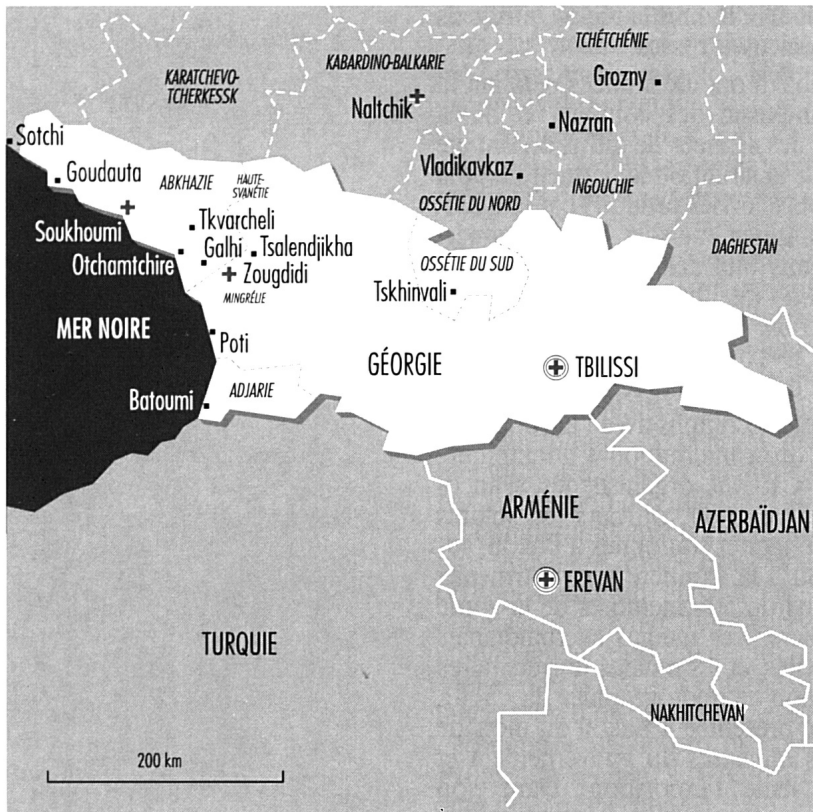 TCHÉTCHÉNIE
KABARDINO-BALKARIE
KARATCHEVO-
TCHERKESSK
Grozny
Naltchik
Nazran
Sotchi
Vladikavkaz
Goudauta
ABKHAZIE
HAUTE-
SVANÉTIE
INGOUCHIE
OSSÉTIE DU NORD
Tkvarcheli
Soukhoumi
Galhi
Tsalendjikha
DAGHESTAN
Otchamtchire
OSSÉTIE DU SUD
Zougdidi
Tskhinvali
MINGRÉLIE
MER NOIRE
Poti
GÉORGIE
TBILISSI
ADJARIE
Batoumi
ARMÉNIE
AZERBAÏDJAN
EREVAN
TURQUIE
NAKHITCHEVAN
200 km